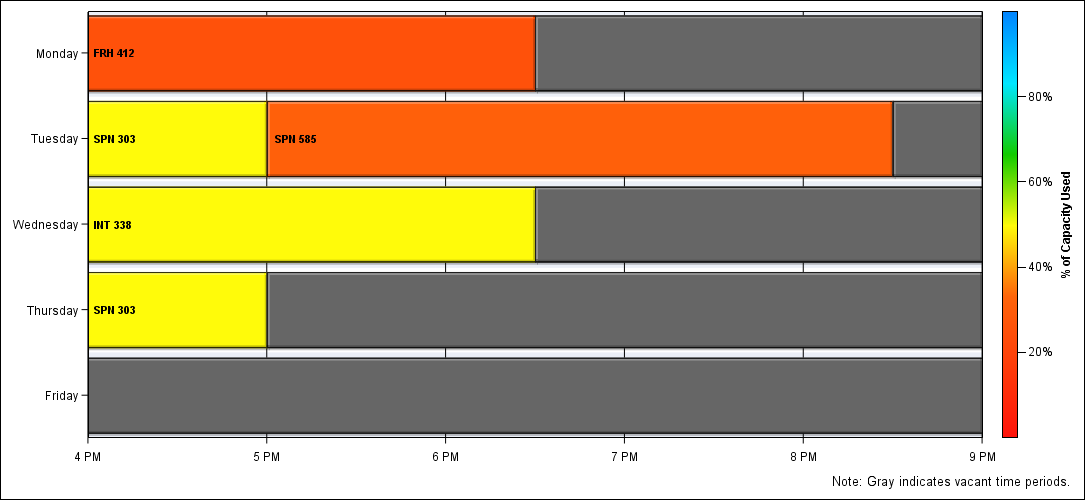 Monday
FRH 412
Tuesday
SPN 303
SPN 585
Wednesday
INT 338
Thursday
SPN 303
Friday
4 PM
5 PM
6 PM
7 PM
8 PM
9 PM
80%
60%
40%
20%
% of Capacity Used
Note: Gray indicates vacant time periods.